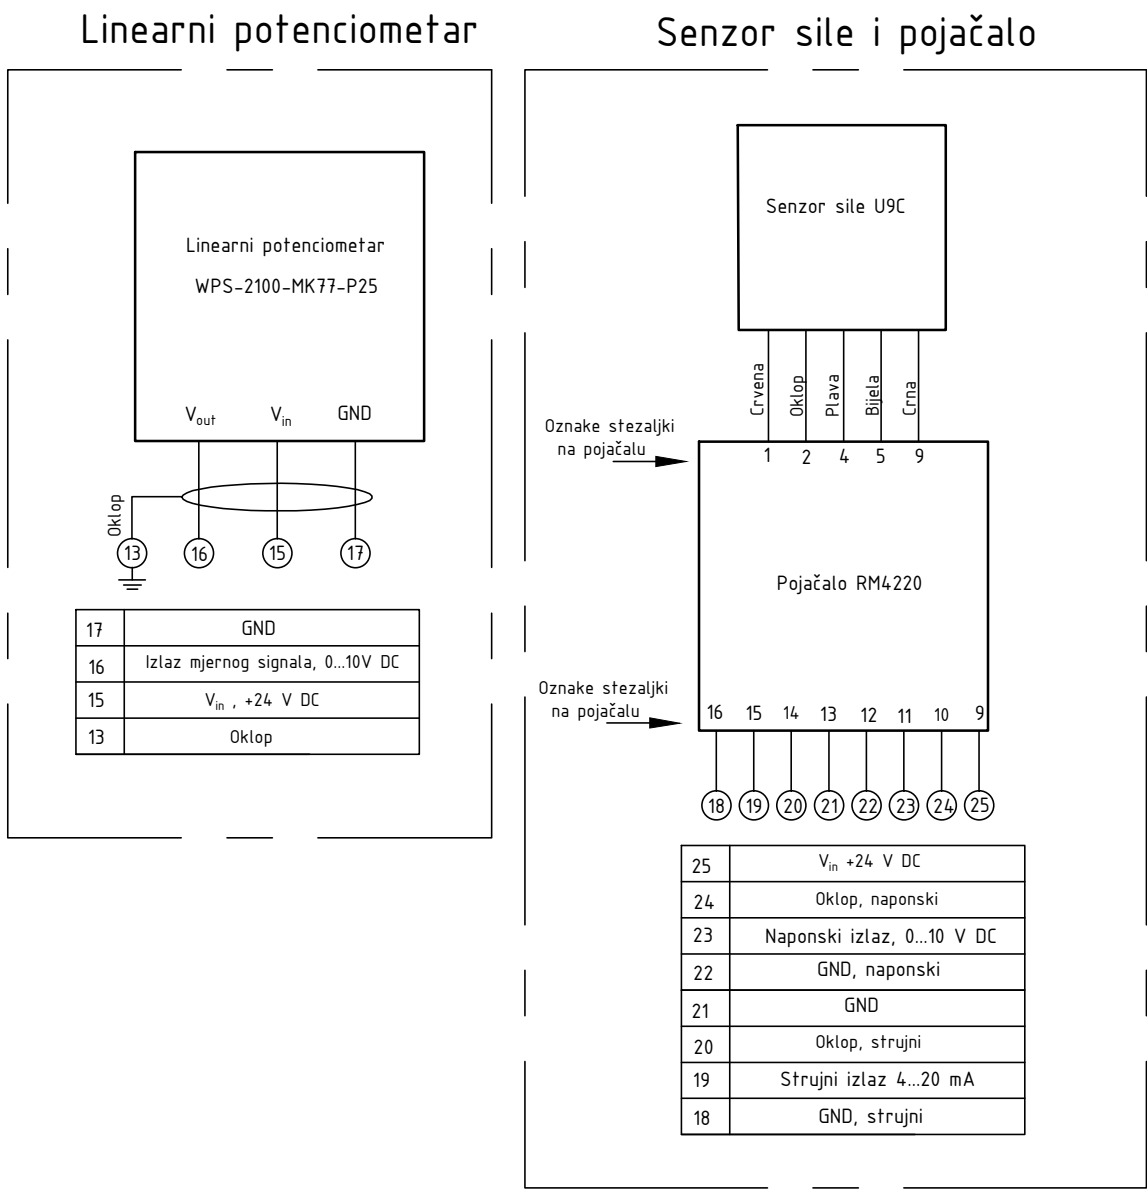 Linearni potenciometar
Linearni potenciometar
WPS-2100-MK77-P25
Vout Vin GND
Oklop
13 16 15 17
17 GND
16 Izlaz mjernog signala, 0...10V DC
15 Vin , +24 V DC
13 Oklop
Senzor sile i pojačalo
Senzor sile U9C
Crvena Oklop Plava Bijela Crna
Oznake stezaljki
na pojačalu
1 2 4 5 9
Pojačalo RM4220
Oznake stezaljki
na pojačalu
16 15 14 13 12 11 10 9
18 19 20 21 22 23 24 25
25 Vin +24 V DC
24 Oklop, naponski
23 Naponski izlaz, 0...10 V DC
22 GND, naponski
21 GND
20 Oklop, strujni
19 Strujni izlaz 4...20 mA
18 GND, strujni